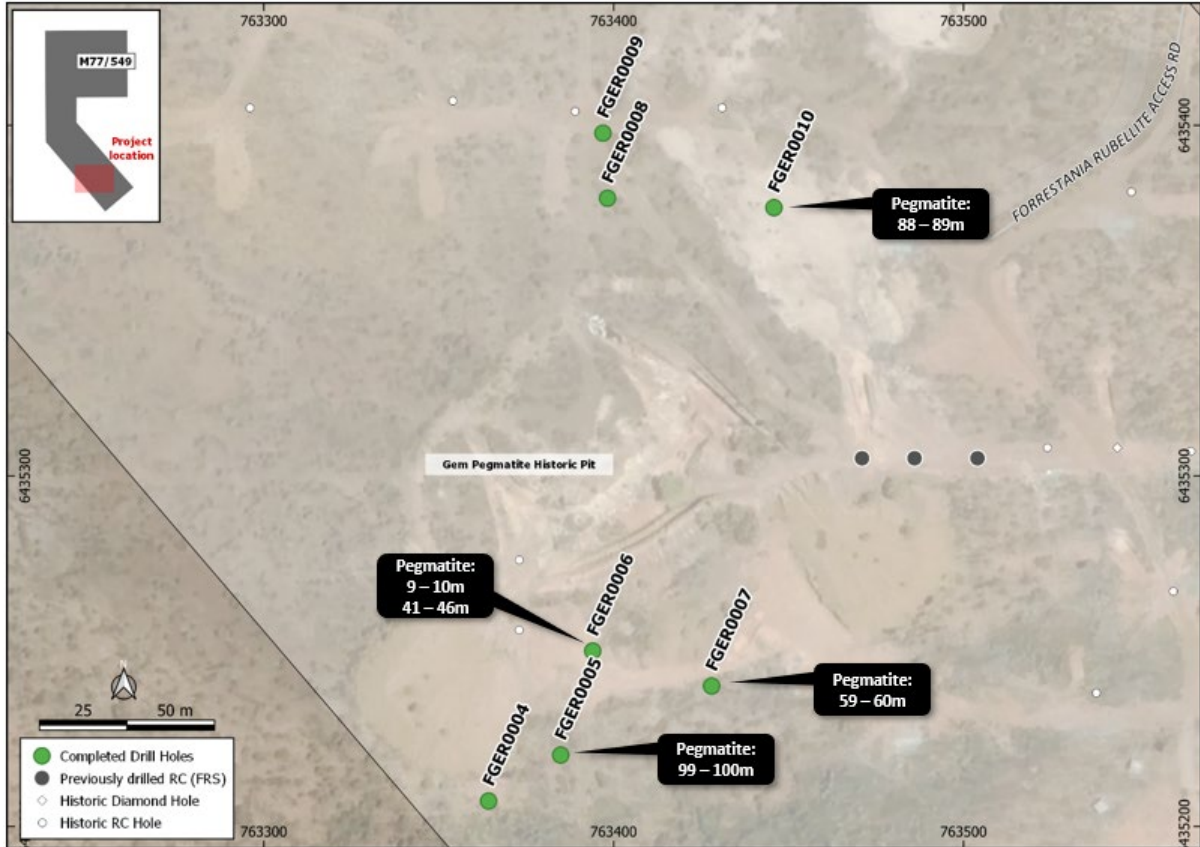 763300
763400
763500
M77/549
Project
location
FGER0009
FGER0008
FGER0010
FORRESTANIA RUBELLITE ACCESS RD
6435400
Pegmatite:
88 – 89m
6435300
Gem Pegmatite Historic Pit
6435300
Pegmatite:
9 – 10m
41 – 46m
FGER0006
FGER0007
FGER0005
Pegmatite:
59 – 60m
FGER0004
Pegmatite:
99 – 100m
N
25 50 m
Completed Drill Holes
Previously drilled RC (FRS)
Historic Diamond Hole
Historic RC Hole
6435200
763300
763400
763500